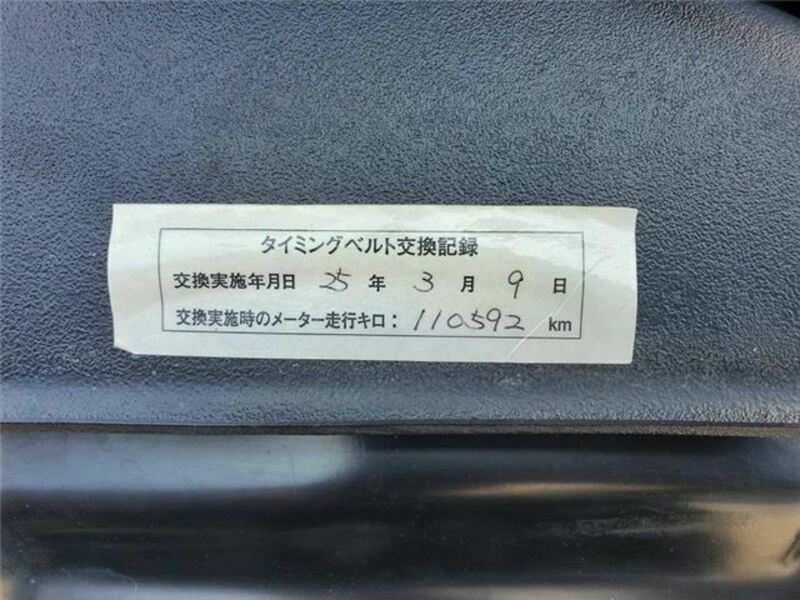 タイミングベルト交換記録
交換実施年月日 25 年 3 月 9 日
交換実施時のメーター走行キロ： 110592 km